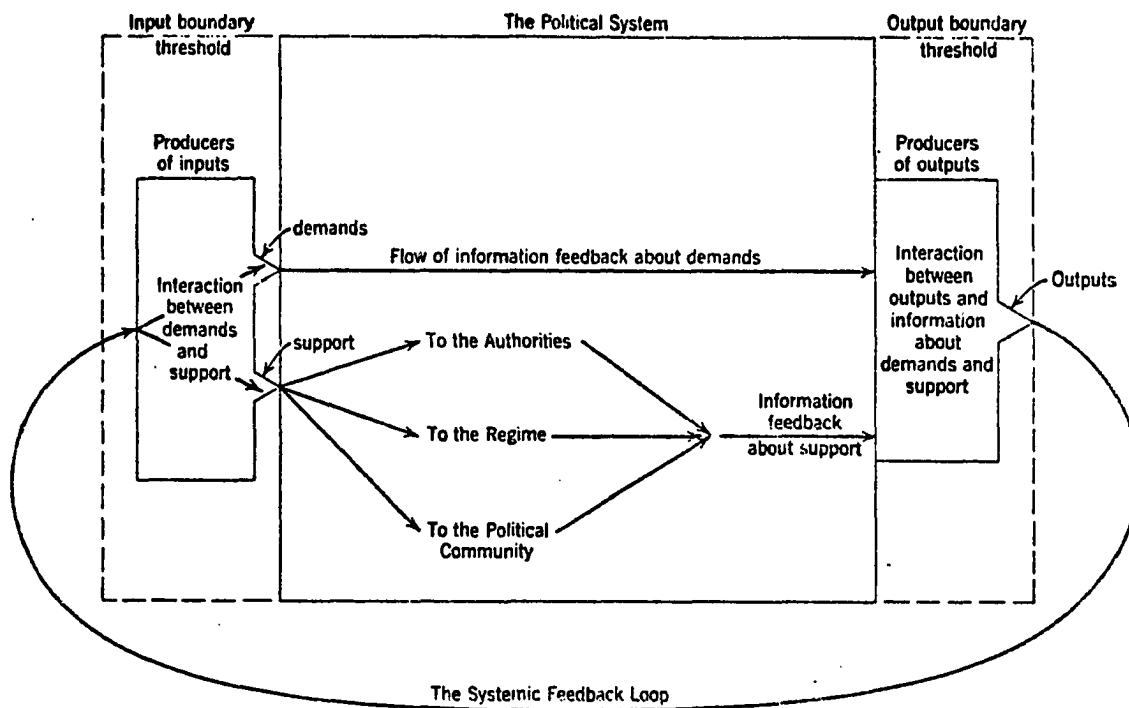 Input boundary
threshold
The Political System
Output boundary
threshold
Producers
of inputs
Producers
of outputs
demands
Flow of information feedback about demands
Interaction
between
demands
and
support
support
To the Authorities
To the Regime
To the Political
Community
Information
feedback
about support
Interaction
between
outputs and
information
about
demands and
support
Outputs
The Systemic Feedback Loop